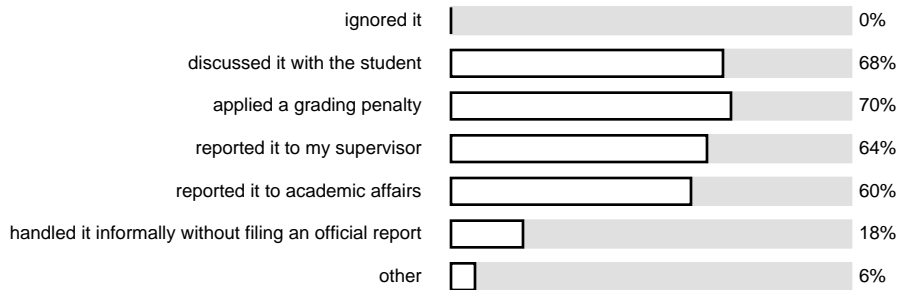 ignored it 0%
discussed it with the student 68%
applied a grading penalty 70%
reported it to my supervisor 64%
reported it to academic affairs 60%
handled it informally without filing an official report 18%
other 6%